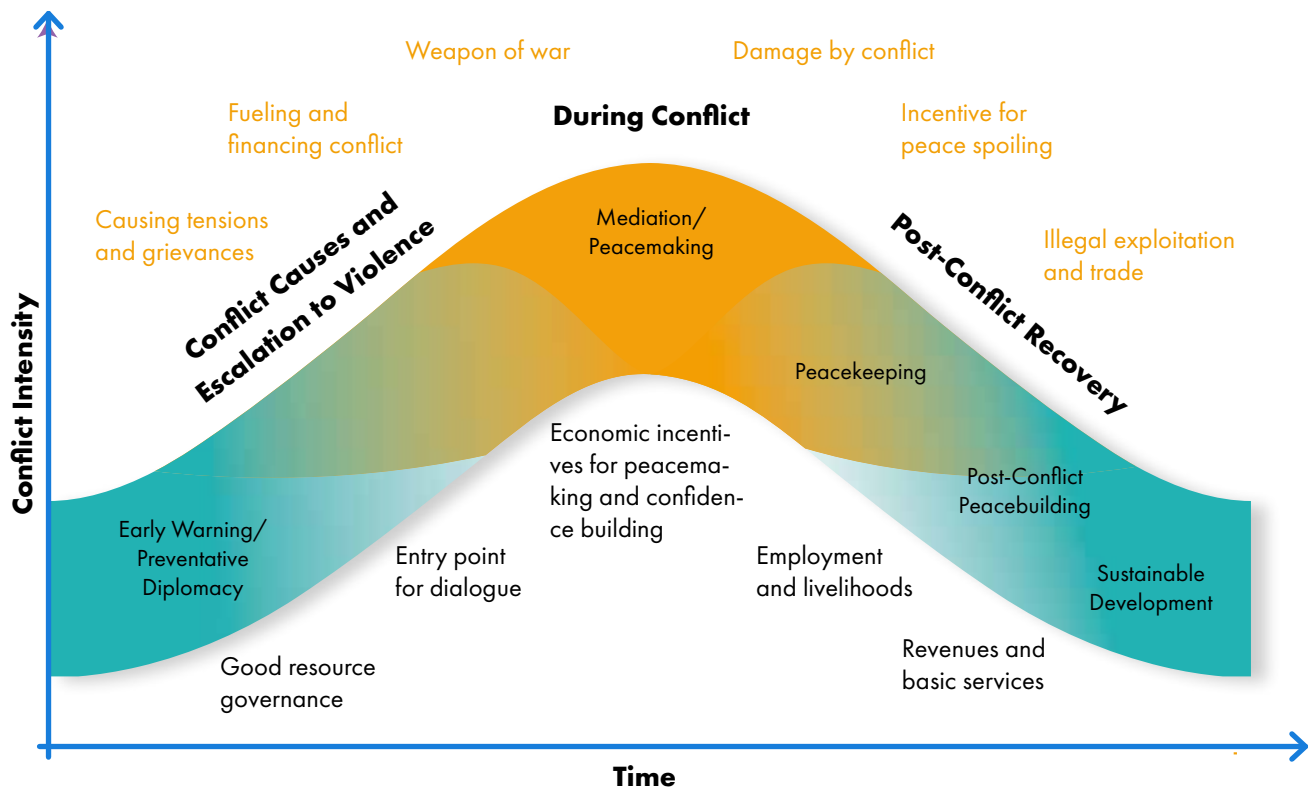 Weapon of war
Damage by conflict
Fueling and
financing conflict
During Conflict
Incentive for
peace spoiling
Causing tensions
and grievances
Conflict Causes and
Escalation to Violence
Mediation/
Peacemaking
Post-Conflict Recovery
Illegal exploitation
and trade
Conflict Intensity
Peacekeeping
Economic incenti-
ves for peacema-
king and confiden-
ce building
Post-Conflict
Peacebuilding
Early Warning/
Preventative
Diplomacy
Entry point
for dialogue
Employment
and livelihoods
Sustainable
Development
Good resource
governance
Revenues and
basic services
Time